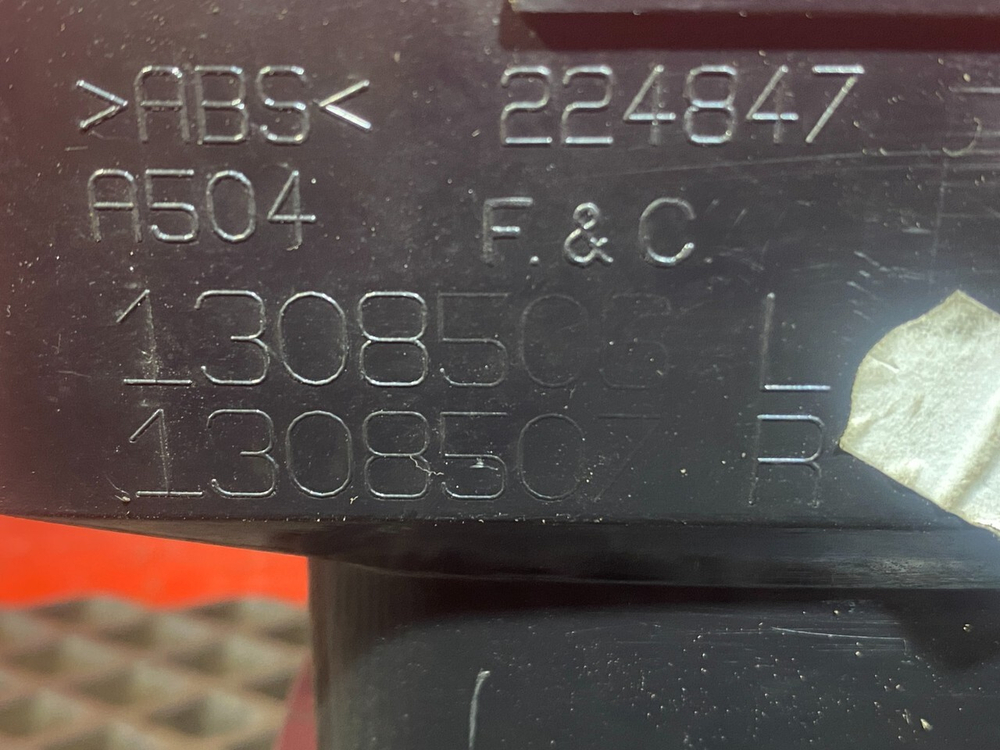 >ABS< 224847
A504 F.&C.
1308506 L
1308507 R